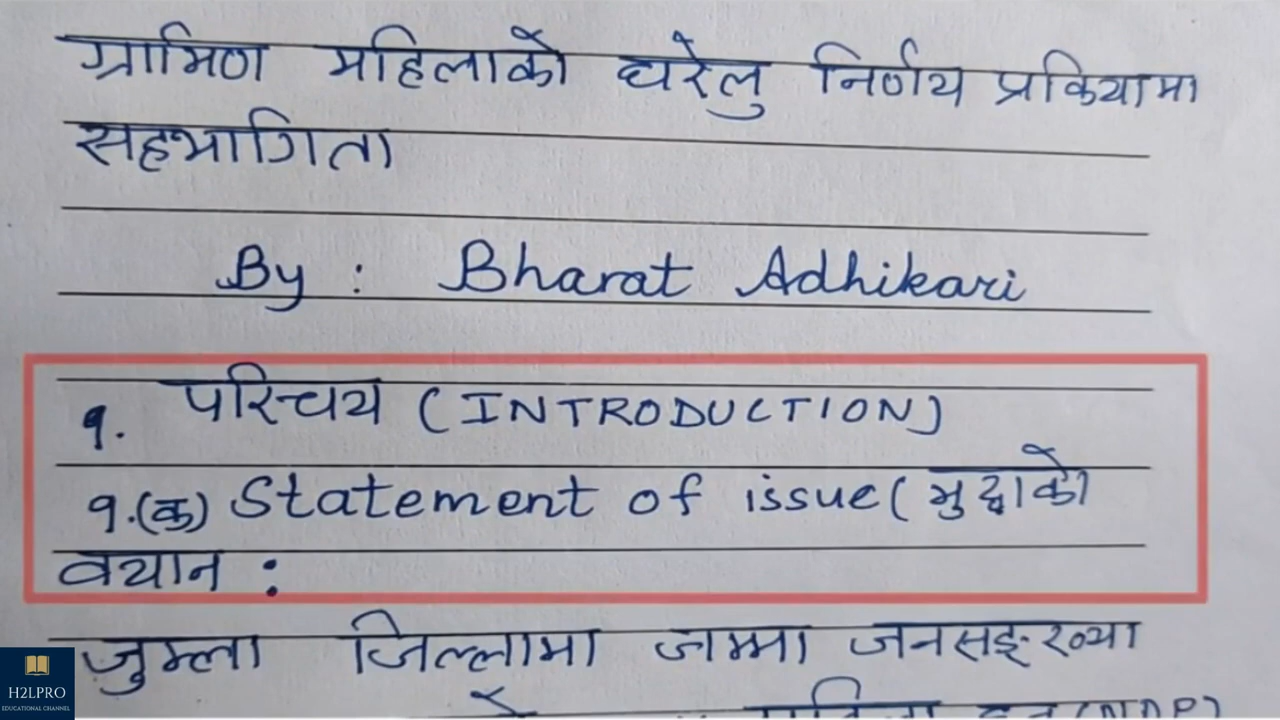 ग्रामिण महिलाको घरेलु निर्णय प्रकियामा
सहभागिता
By : Bharat Adhikari
१. परिचय (INTRODUCTION)
१.(क) Statement of issue (मुद्दाको
वयान :
जुम्ला जिल्लामा जम्मा जनसङ्ख्या
H2LPRO
EDUCATIONAL CHANNEL